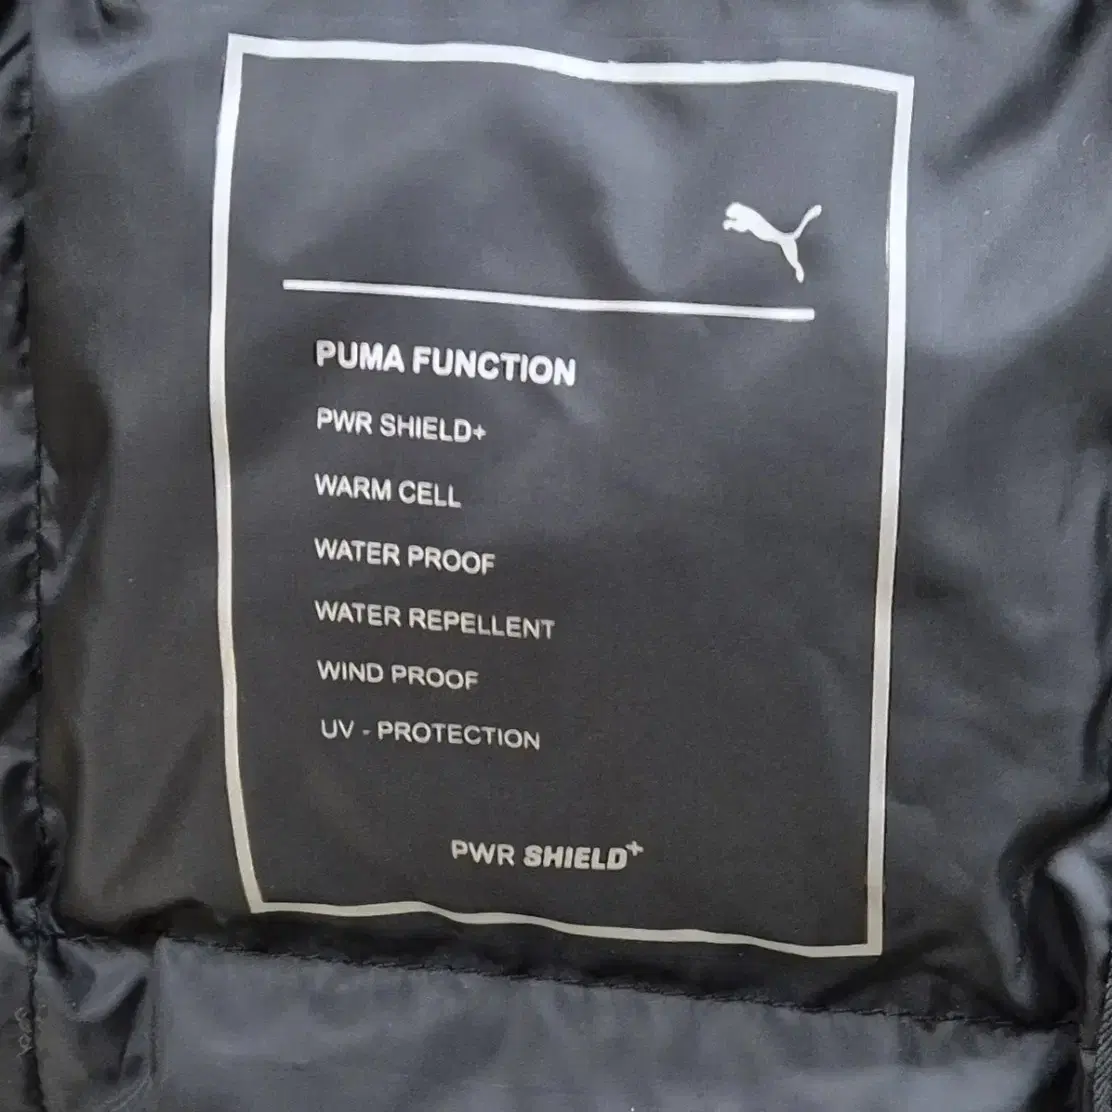 PUMA FUNCTION
PWR SHIELD+
WARM CELL
WATER PROOF
WATER REPELLENT
WIND PROOF
UV - PROTECTION
PWR SHIELD+